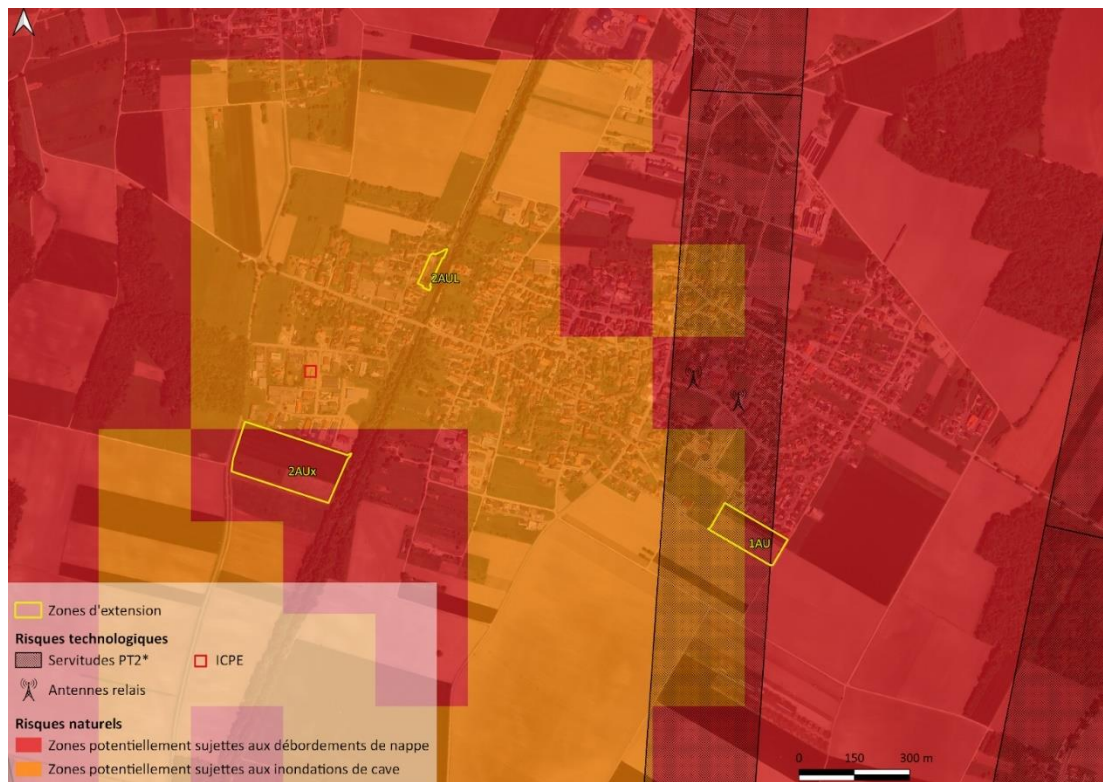 2AUL
2AUx
1AU
Zones d'extension
Risques technologiques
Servitudes PT2*
ICPE
Antennes relais
Risques naturels
Zones potentiellement sujettes aux débordements de nappe
Zones potentiellement sujettes aux inondations de cave
0 150 300 m